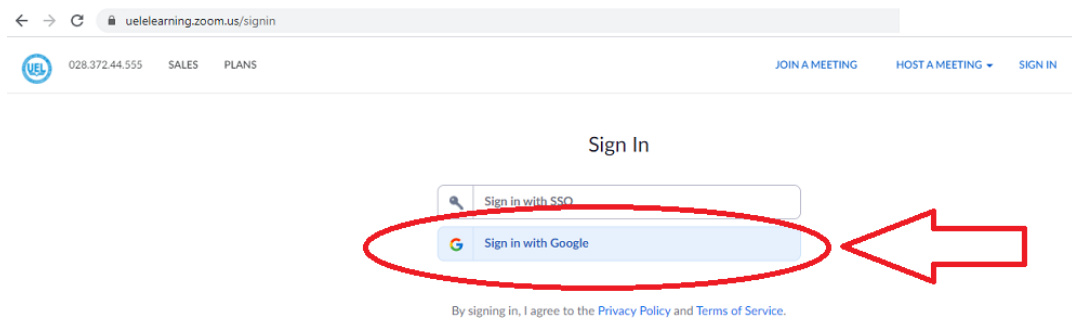 uelelearning.zoom.us/signin
UEL 028.372.44.555 SALES PLANS JOIN A MEETING HOST A MEETING SIGN IN
Sign In
Sign in with SSO
Sign in with Google
By signing in, I agree to the Privacy Policy and Terms of Service.